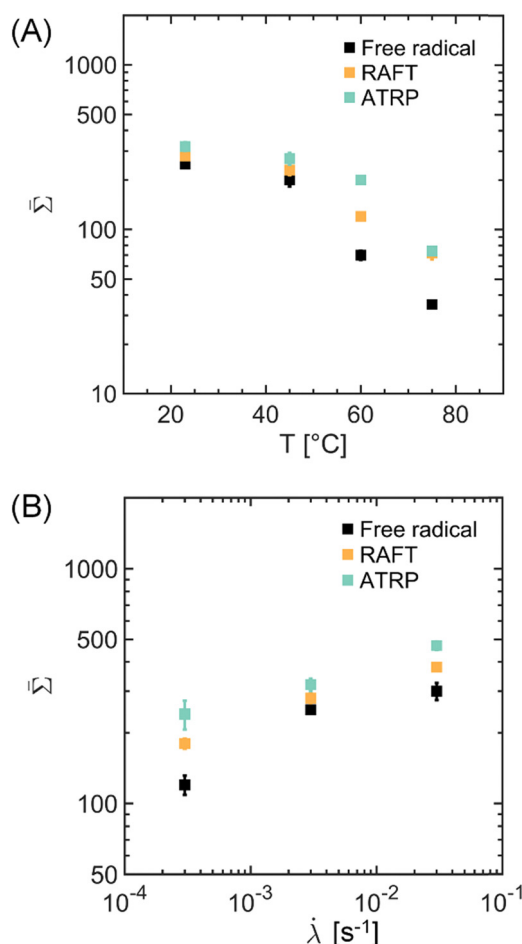 (A)
Free radical
RAFT
ATRP
1000
500
100
50
10
Σ̄
20 40 60 80
T [°C]
(B)
Free radical
RAFT
ATRP
1000
500
100
50
Σ̄
10⁻⁴ 10⁻³ 10⁻² 10⁻¹
λ̇ [s⁻¹]